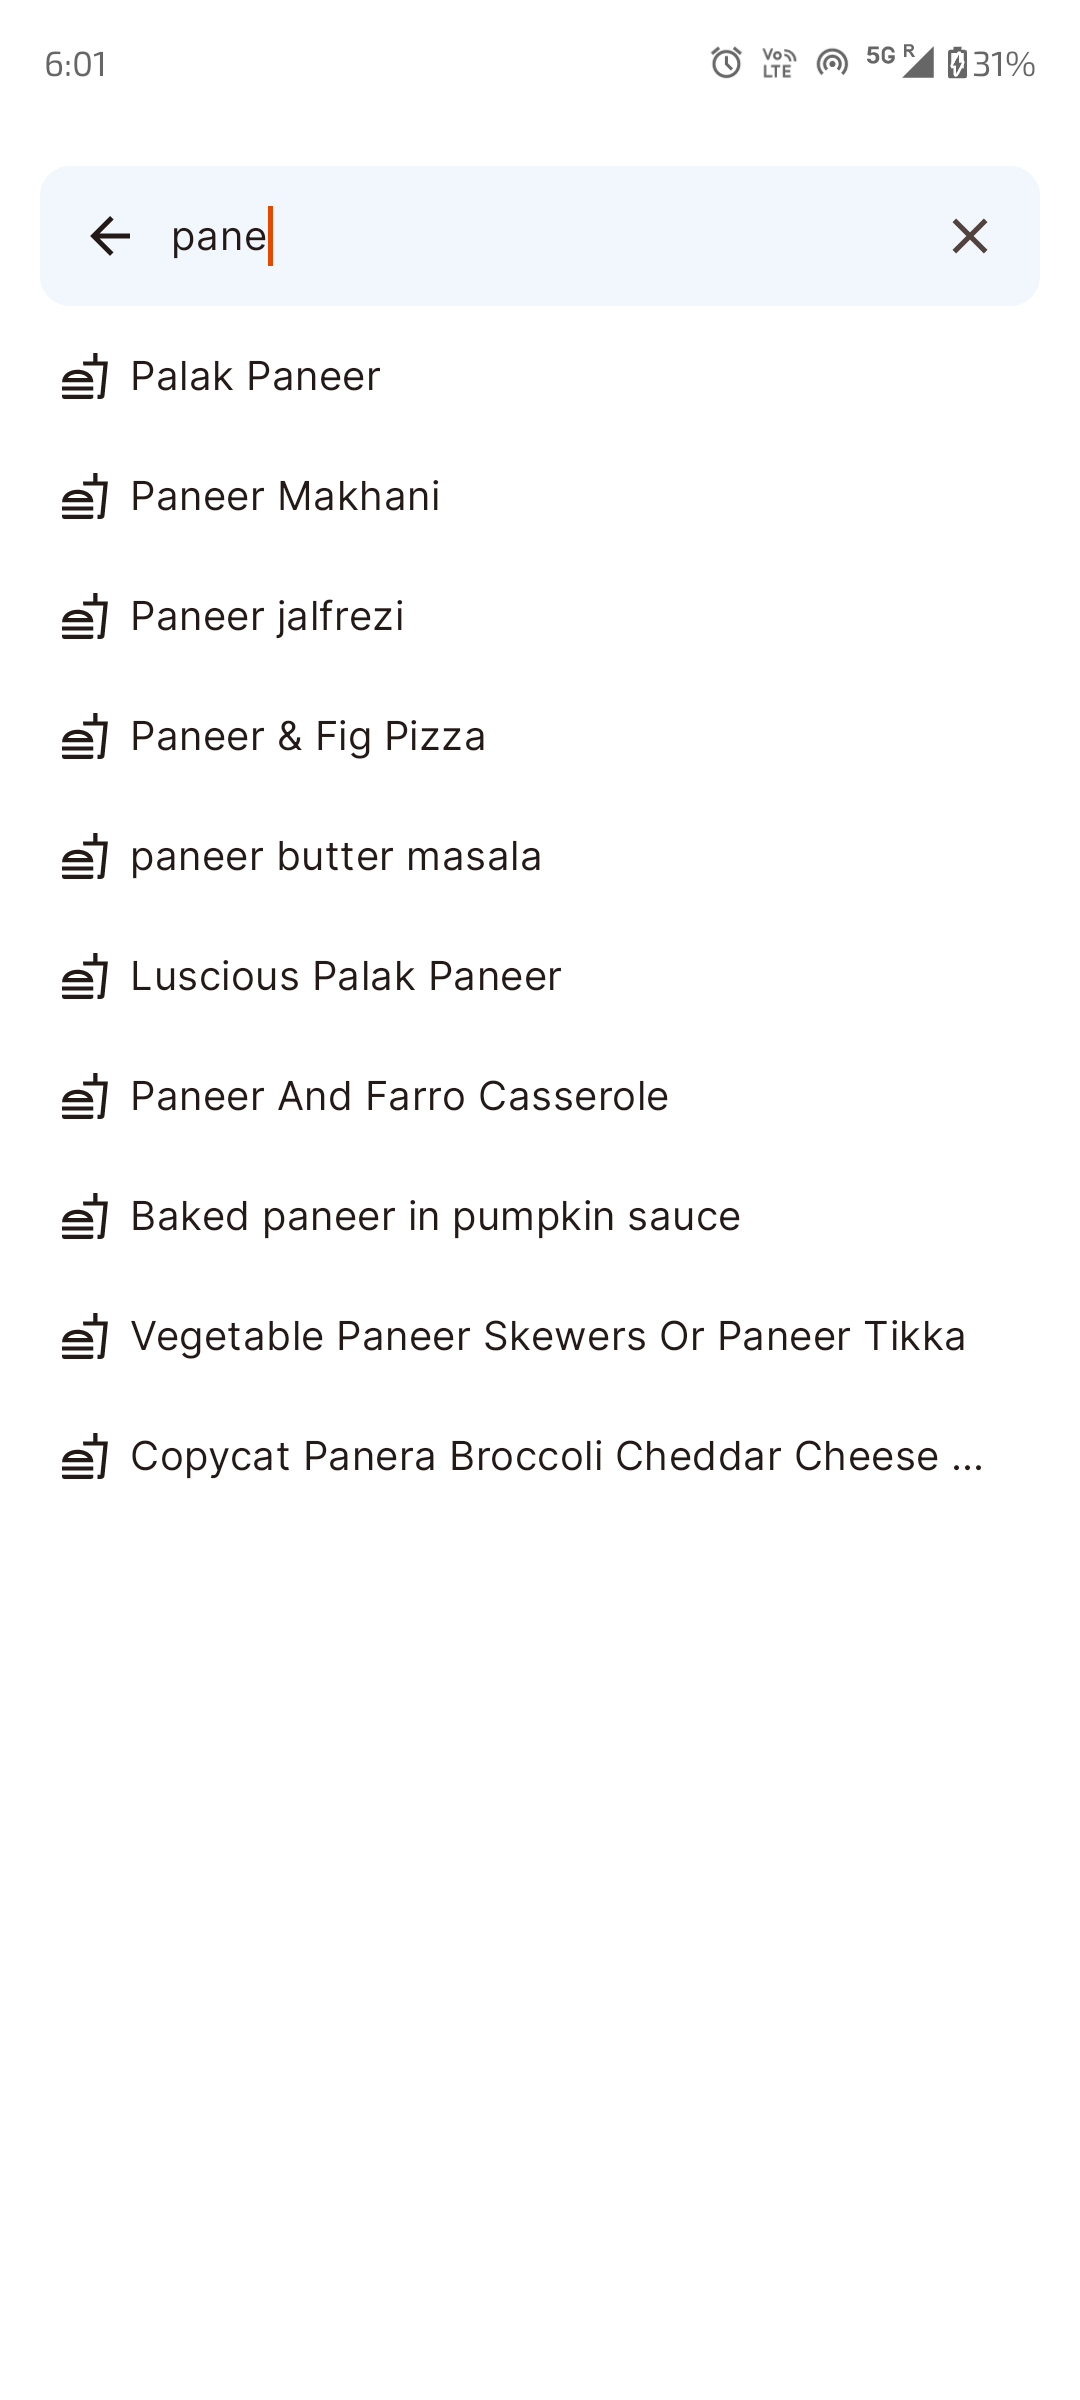 6:01 Vo LTE 5G R 31%
pane
Palak Paneer
Paneer Makhani
Paneer jalfrezi
Paneer & Fig Pizza
paneer butter masala
Luscious Palak Paneer
Paneer And Farro Casserole
Baked paneer in pumpkin sauce
Vegetable Paneer Skewers Or Paneer Tikka
Copycat Panera Broccoli Cheddar Cheese ...